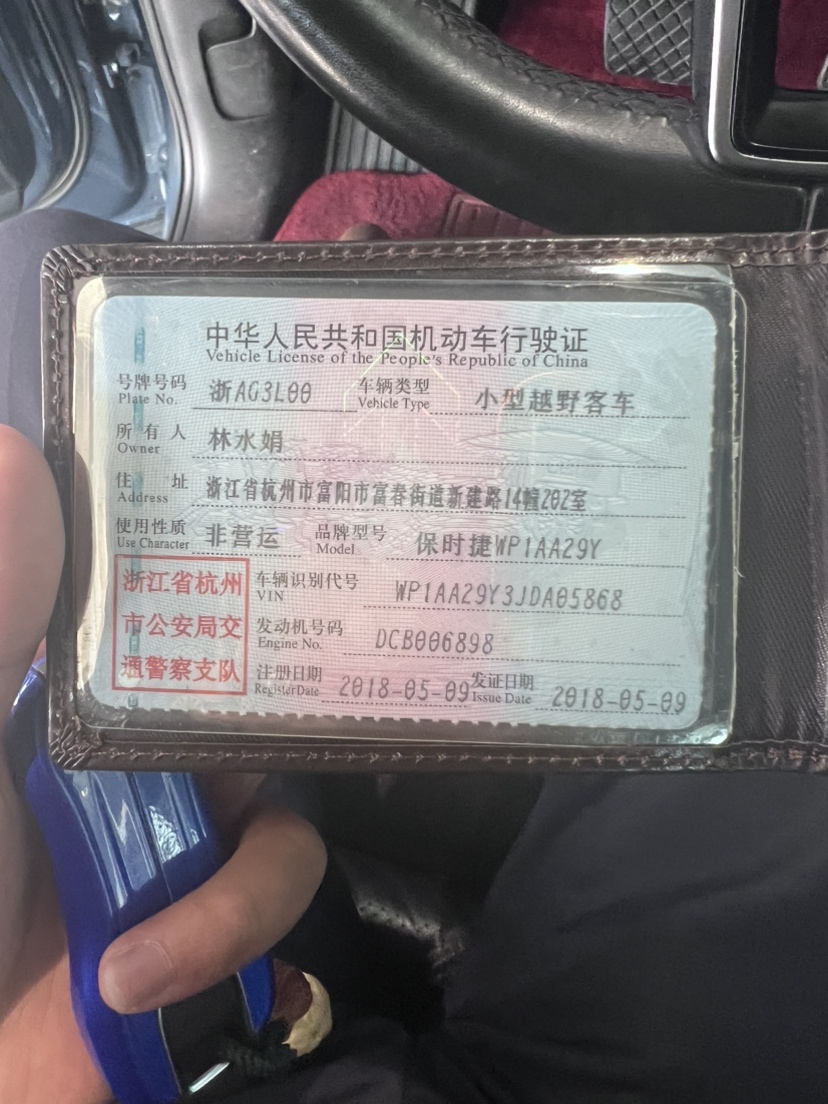 中华人民共和国机动车行驶证
Vehicle License of the People's Republic of China
号牌号码 浙AG3L00 车辆类型 小型越野客车
Plate No. Vehicle Type
所有人 林水娟
Owner
住址 浙江省杭州市富阳市富春街道新建路14幢202室
Address
使用性质 非营运 品牌型号 保时捷WP1AA29Y
Use Character Model
浙江省杭州
市公安局交
通警察支队
车辆识别代号 WP1AA29Y3JDA05868
VIN
发动机号码 DCB006898
Engine No.
注册日期 2018-05-09 发证日期 2018-05-09
Register Date Issue Date